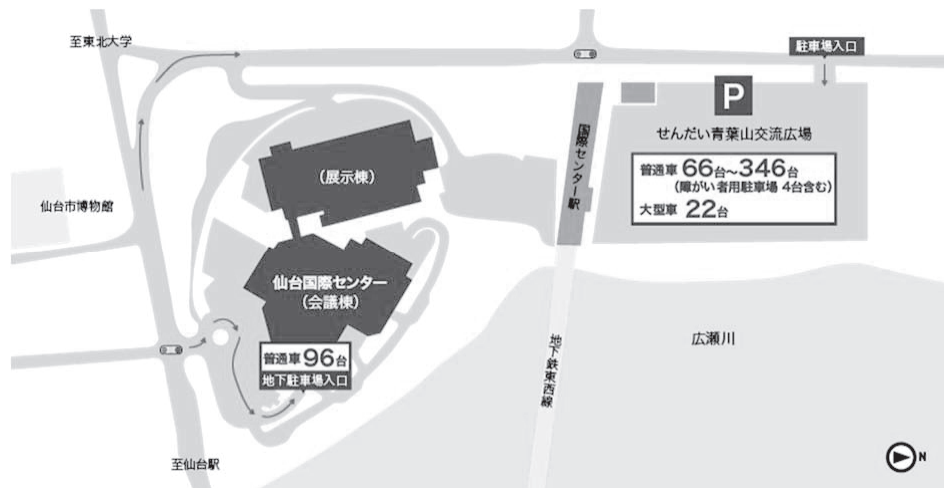 至東北大学
駐車場入口
P
せんだい青葉山交流広場
普通車 66台~346台
(障がい者用駐車場 4台含む)
大型車 22台
国際センター駅
(展示棟)
仙台市博物館
仙台国際センター
(会議棟)
普通車 96台
地下駐車場入口
広瀬川
地下鉄東西線
至仙台駅
N